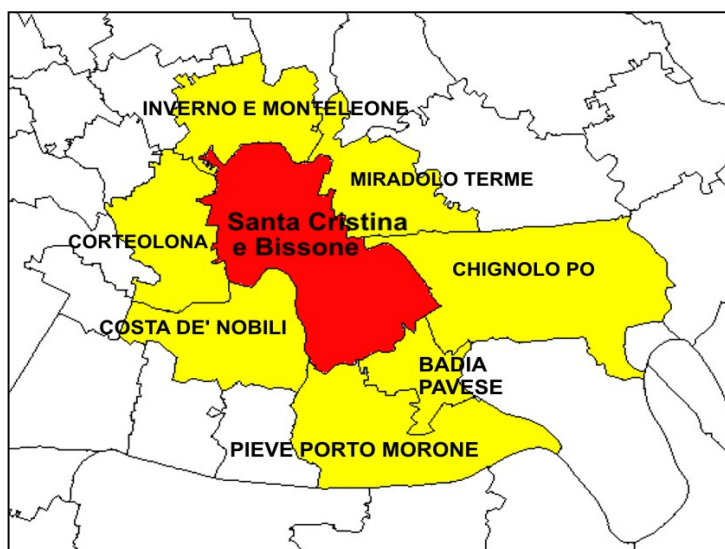 INVERNO E MONTELEONE
MIRADOLO TERME
Santa Cristina
e Bissone
CORTEOLONA
CHIGNOLO PO
COSTA DE' NOBILI
BADIA
PAVESE
PIEVE PORTO MORONE